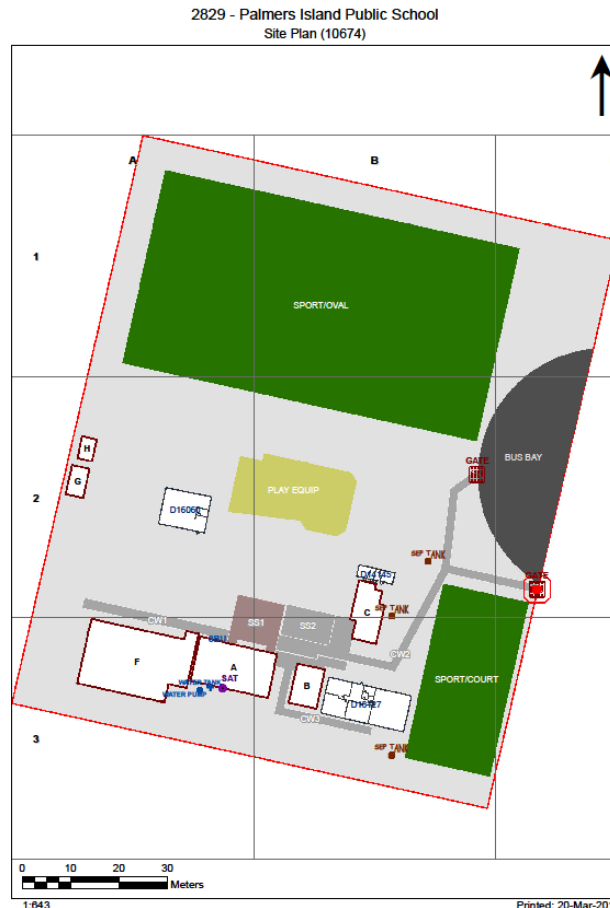 2829 - Palmers Island Public School
Site Plan (10674)
A
B
1
SPORT/OVAL
H
GATE
BUS BAY
G
2
PLAY EQUIP
SEP TANK
D14145
GATE
SEP TANK
C
CW1
SS1
SS2
SBU
CW2
F
A
SAT
B
SPORT/COURT
WATER TANK
WATER PUMP
CW3
3
SEP TANK
0 10 20 30
Meters
1:643